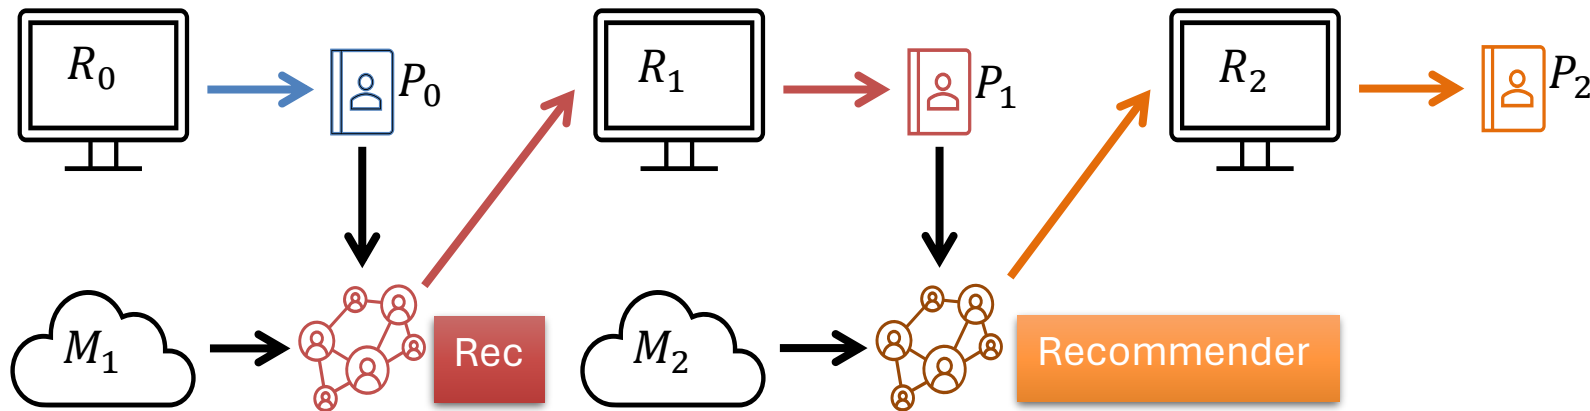 R₀
P₀
R₁
P₁
R₂
P₂
M₁
Rec
M₂
Recommender